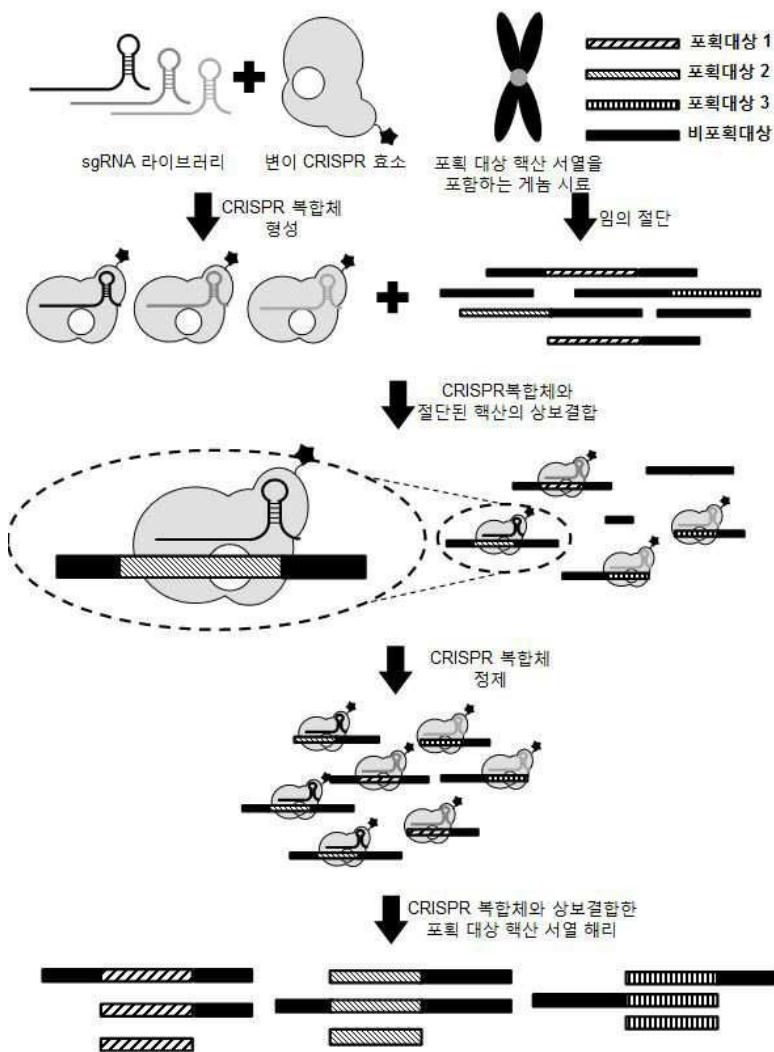 포획대상 1
포획대상 2
포획대상 3
비포획대상
sgRNA 라이브러리
변이 CRISPR 효소
포획 대상 핵산 서열을
포함하는 게놈 시료
CRISPR 복합체
형성
임의 절단
CRISPR복합체와
절단된 핵산의 상보결합
CRISPR 복합체
정제
CRISPR 복합체와 상보결합한
포획 대상 핵산 서열 해리